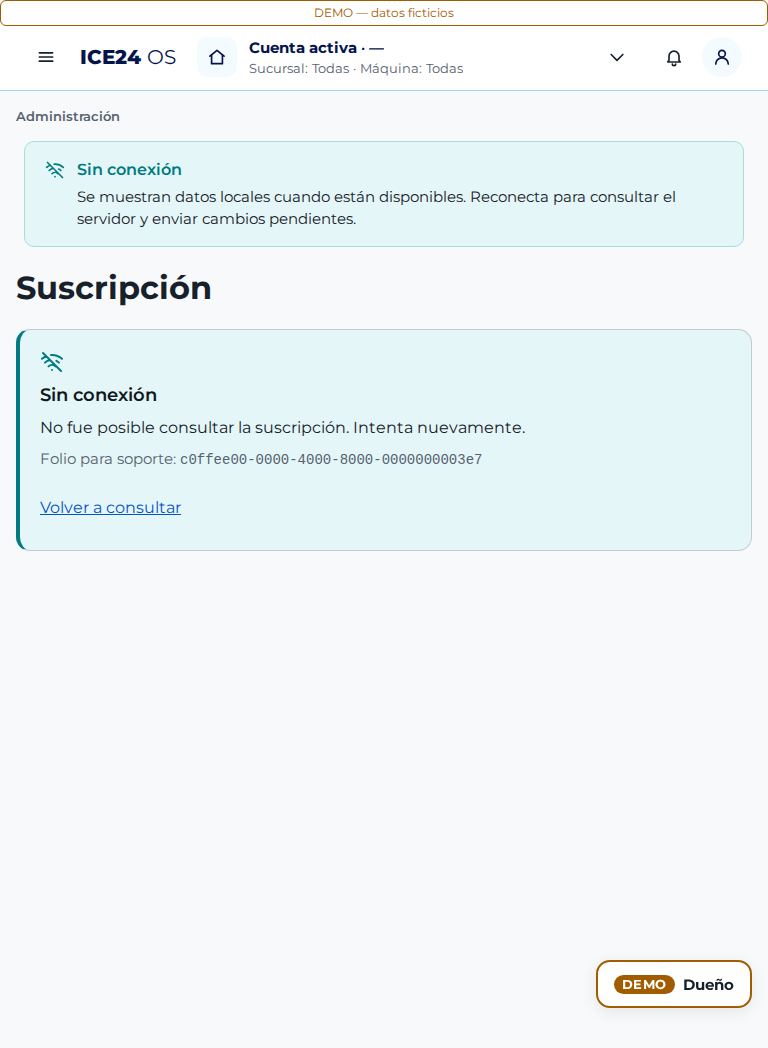 DEMO — datos ficticios
ICE24 OS
Cuenta activa · —
Sucursal: Todas · Máquina: Todas
Administración
Sin conexión
Se muestran datos locales cuando están disponibles. Reconecta para consultar el
servidor y enviar cambios pendientes.
Suscripción
Sin conexión
No fue posible consultar la suscripción. Intenta nuevamente.
Folio para soporte: c0ffee00-0000-4000-8000-0000000003e7
Volver a consultar
DEMO Dueño